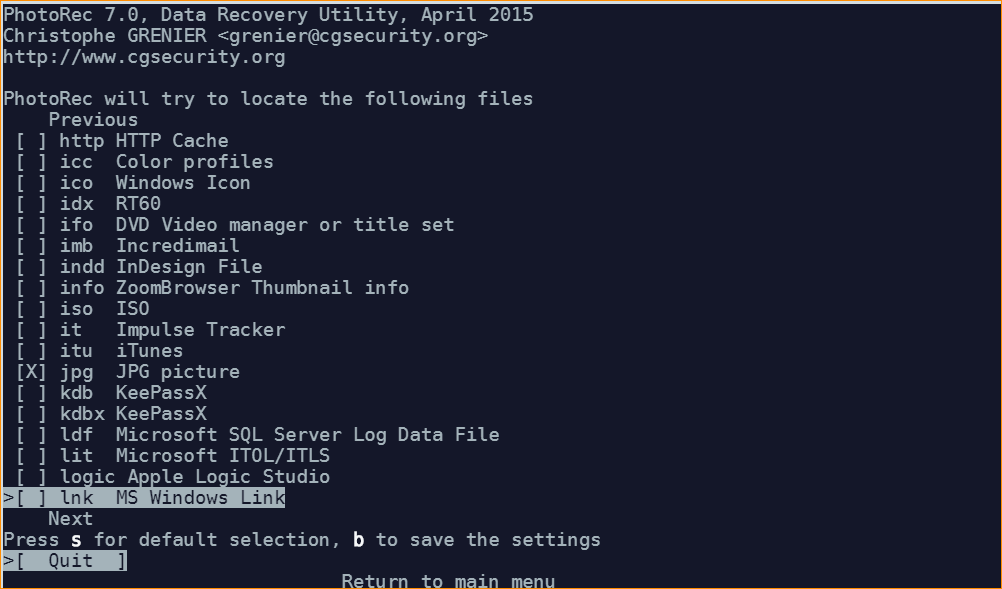 PhotoRec 7.0, Data Recovery Utility, April 2015
Christophe GRENIER <grenier@cgsecurity.org>
http://www.cgsecurity.org
PhotoRec will try to locate the following files
Previous
[ ] http HTTP Cache
[ ] icc  Color profiles
[ ] ico  Windows Icon
[ ] idx  RT60
[ ] ifo  DVD Video manager or title set
[ ] imb  Incredimail
[ ] indd InDesign File
[ ] info ZoomBrowser Thumbnail info
[ ] iso  ISO
[ ] it   Impulse Tracker
[ ] itu  iTunes
[X] jpg  JPG picture
[ ] kdb  KeePassX
[ ] kdbx KeePassX
[ ] ldf  Microsoft SQL Server Log Data File
[ ] lit  Microsoft ITOL/ITLS
[ ] logic Apple Logic Studio
>[ ] lnk  MS Windows Link
Next
Press s for default selection, b to save the settings
>[  Quit  ]
Return to main menu